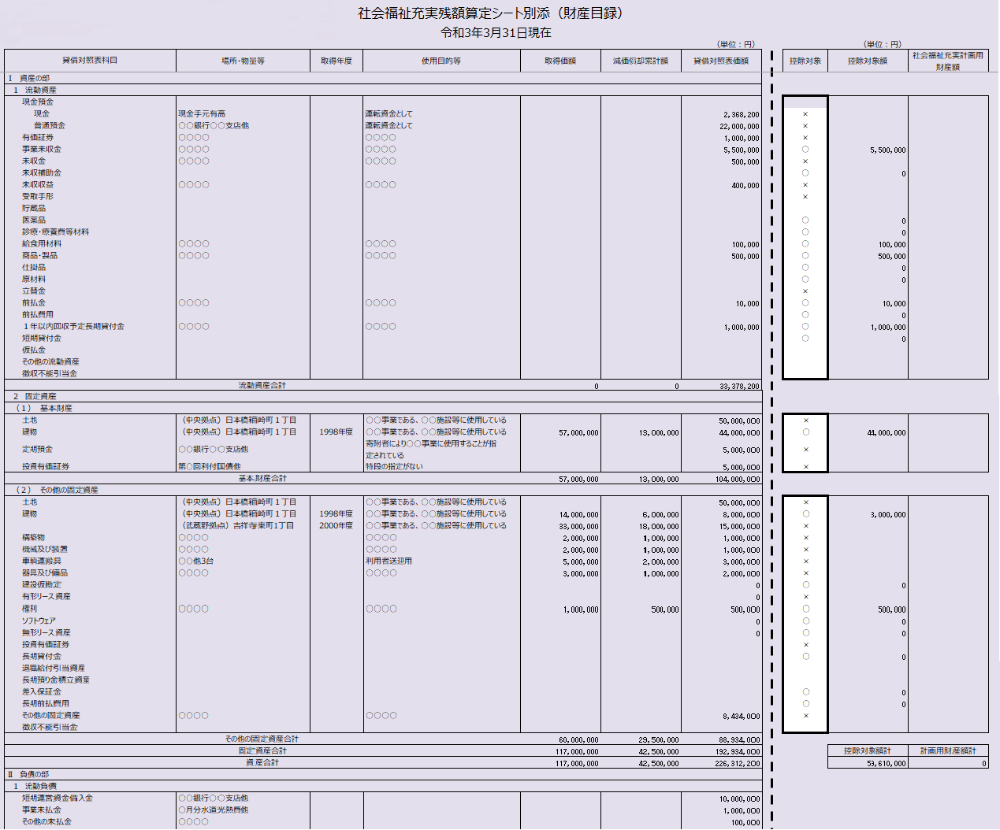 社会福祉充実残額算定シート別添（財産目録）
令和3年3月31日現在
（単位：円） （単位：円）
貸借対照表科目 場所・物量等 取得年度 使用目的等 取得価額 減価償却累計額 貸借対照表価額 控除対象 控除対象額 社会福祉充実計画用財産額
Ⅰ 資産の部
1 流動資産
現金預金
現金 現金手元有高 運転資金として 2,368,200 ×
普通預金 ○○銀行○○支店他 運転資金として 22,000,000 ×
有価証券 ○○○○ ○○○○ 1,000,000 ×
事業未収金 ○○○○ ○○○○ 5,500,000 ○ 5,500,000
未収金 ○○○○ ○○○○ 500,000 ×
未収補助金 ○ 0
未収収益 ○○○○ ○○○○ 400,000 ×
受取手形 ×
貯蔵品
医薬品 ○ 0
診療・療養費等材料 ○ 0
給食用材料 ○○○○ ○○○○ 100,000 ○ 100,000
商品・製品 ○○○○ ○○○○ 500,000 ○ 500,000
仕掛品 ○ 0
原材料 ○ 0
立替金 ×
前払金 ○○○○ ○○○○ 10,000 ○ 10,000
前払費用 ○ 0
１年以内回収予定長期貸付金 ○○○○ ○○○○ 1,000,000 ○ 1,000,000
短期貸付金 ○ 0
仮払金
その他の流動資産
徴収不能引当金
流動資産合計 0 0 33,378,200
2 固定資産
（１） 基本財産
土地 （中央拠点）日本橋箱崎町１丁目 ○○事業である、○○施設等に使用している 50,000,000 ×
建物 （中央拠点）日本橋箱崎町１丁目 1998年度 ○○事業である、○○施設等に使用している 57,000,000 13,000,000 44,000,000 ○ 44,000,000
定期預金 ○○銀行○○支店他 寄附者により○○事業に使用することが指定されている 5,000,000 ×
投資有価証券 第○回利付国債他 特段の指定がない 5,000,000 ×
基本財産合計 57,000,000 13,000,000 104,000,000
（２） その他の固定資産
土地 （中央拠点）日本橋箱崎町１丁目 ○○事業である、○○施設等に使用している 50,000,000 ×
建物 （中央拠点）日本橋箱崎町１丁目 1998年度 ○○事業である、○○施設等に使用している 14,000,000 6,000,000 8,000,000 ○ 3,000,000
（武蔵野拠点）吉祥寺東町1丁目 2000年度 ○○事業である、○○施設等に使用している 33,000,000 18,000,000 15,000,000 ×
構築物 ○○○○ ○○○○ 2,000,000 1,000,000 1,000,000 ×
機械及び装置 ○○○○ ○○○○ 2,000,000 1,000,000 1,000,000 ×
車輌運搬具 ○○他3台 利用者送迎用 5,000,000 2,000,000 3,000,000 ×
器具及び備品 ○○○○ ○○○○ 3,000,000 1,000,000 2,000,000 ×
建設仮勘定 0 ○ 0
有形リース資産 0 ×
権利 ○○○○ ○○○○ 1,000,000 500,000 500,000 ○ 500,000
ソフトウェア 0 ○ 0
無形リース資産 0 ○ 0
投資有価証券 ×
長期貸付金 ○ 0
退職給付引当資産
長期預り金積立資産
差入保証金 ○ 0
長期前払費用 ○ 0
その他の固定資産 ○○○○ ○○○○ 8,434,000 ×
徴収不能引当金
その他の固定資産合計 60,000,000 29,500,000 88,934,000
固定資産合計 117,000,000 42,500,000 192,934,000 控除対象額計 計画用財産額計
資産合計 117,000,000 42,500,000 226,312,200 53,610,000 0
Ⅱ 負債の部
1 流動負債
短期運営資金借入金 ○○銀行○○支店他 10,000,000
事業未払金 ○月分水道光熱費他 1,000,000
その他の未払金 ○○○○ 100,000